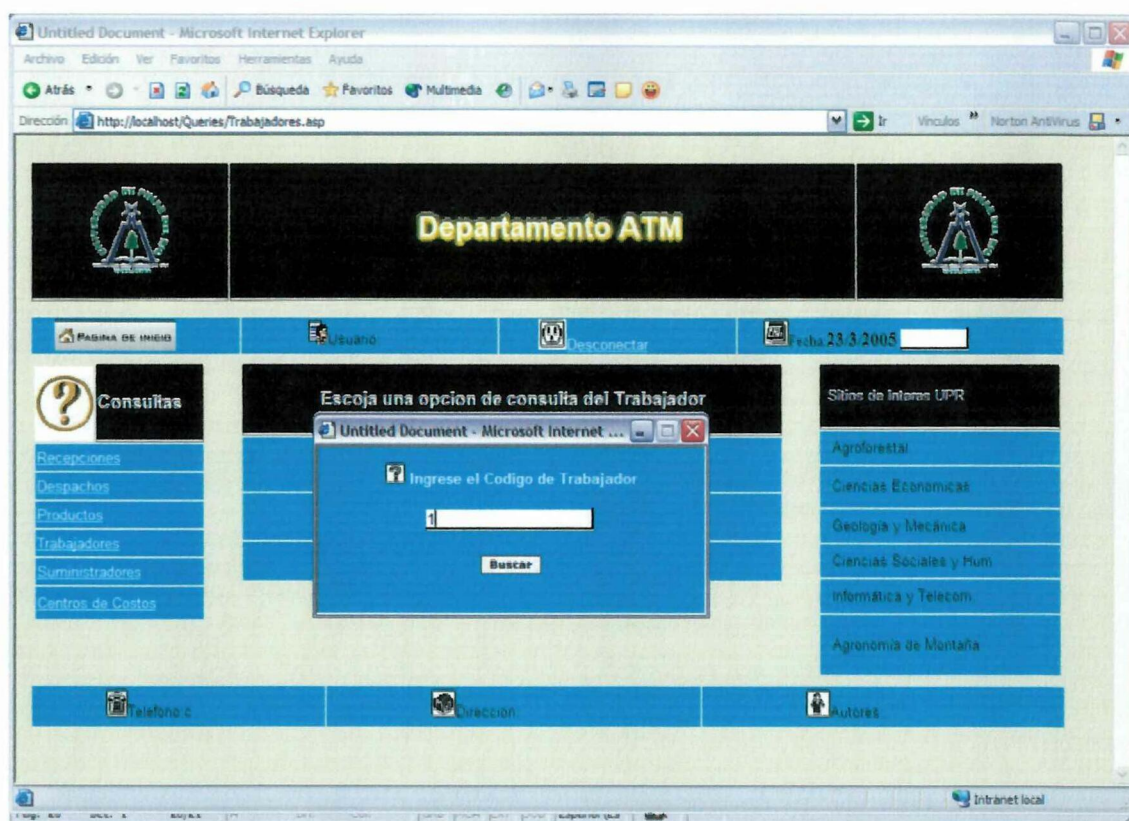 Untitled Document - Microsoft Internet Explorer
Archivo Edición Ver Favoritos Herramientas Ayuda
Atrás Búsqueda Favoritos Multimedia
Dirección http://localhost/Queries/Trabajadores.asp Ir Vínculos » Norton AntiVirus
Departamento ATM
PAGINA DE INICIO Usuario Desconectar Fecha 23/3/2005
Consultas
Recepciones
Despachos
Productos
Trabajadores
Suministradores
Centros de Costos
Escoja una opcion de consulta del Trabajador
Untitled Document - Microsoft Internet ...
Ingrese el Codigo de Trabajador
1
Buscar
Sitios de Interes UPR
Agroforestal
Ciencias Economicas
Geología y Mecánica
Ciencias Sociales y Hum
Informática y Telecom
Agronomía de Montaña
Telefono c Direccion Autores
Intranet local